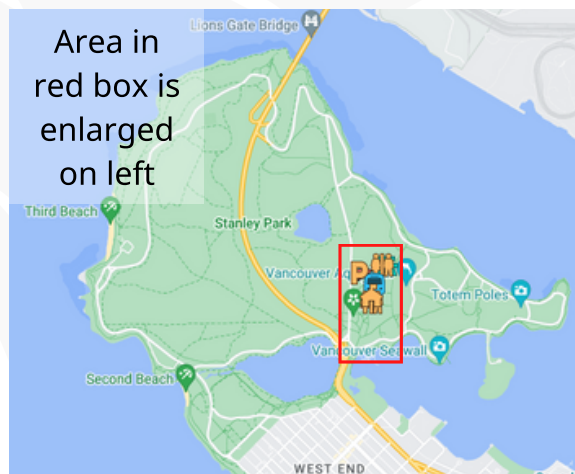 Area in
red box is
enlarged
on left
Lions Gate Bridge
Third Beach
Stanley Park
Vancouver Aq
P
Totem Poles
Vancouver Seawall
Second Beach
WEST END